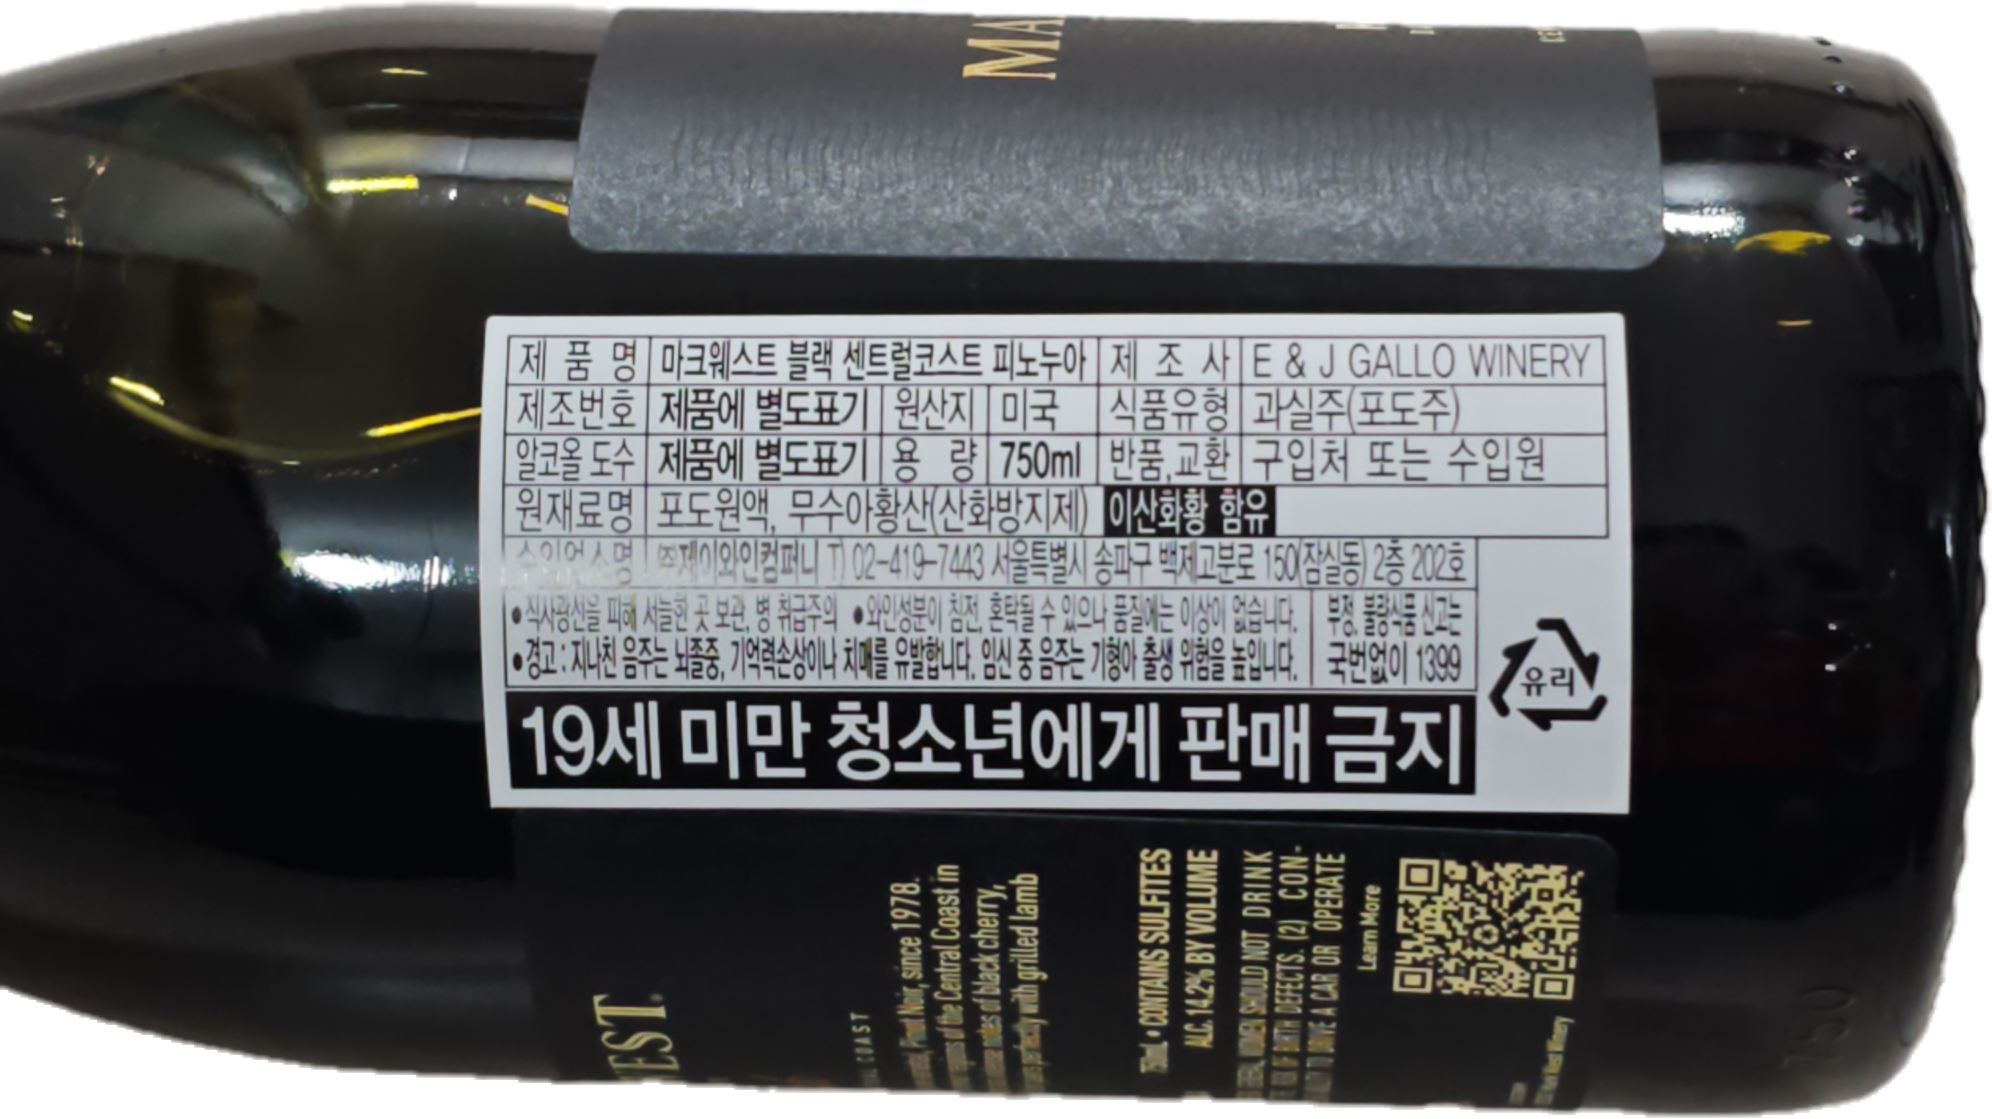 MA
제 품 명 마크웨스트 블랙 센트럴코스트 피노누아 제 조 사 E & J GALLO WINERY
제조번호 제품에 별도표기 원산지 미국 식품유형 과실주(포도주)
알코올 도수 제품에 별도표기 용 량 750ml 반품,교환 구입처 또는 수입원
원재료명 포도원액, 무수아황산(산화방지제) 이산화황 함유
수입업소명 ㈜제이와인컴퍼니 T) 02-419-7443 서울특별시 송파구 백제고분로 150(잠실동) 2층 202호
●직사광선을 피해 서늘한 곳 보관, 병 취급주의 ●와인성분이 침전, 혼탁될 수 있으나 품질에는 이상이 없습니다. 부정, 불량식품 신고는
●경고 : 지나친 음주는 뇌졸중, 기억력손상이나 치매를 유발합니다. 임신 중 음주는 기형아 출생 위험을 높입니다. 국번없이 1399
유리
19세 미만 청소년에게 판매 금지
EST.
COAST
Pinot Noir, since 1978.
of the Central Coast in
notes of black cherry,
with grilled lamb
750mL • CONTAINS SULFITES
ALC. 14.2% BY VOLUME
WOMEN SHOULD NOT DRINK
OF BIRTH DEFECTS. (2) CON-
TO DRIVE A CAR OR OPERATE
Learn More
Winery
750